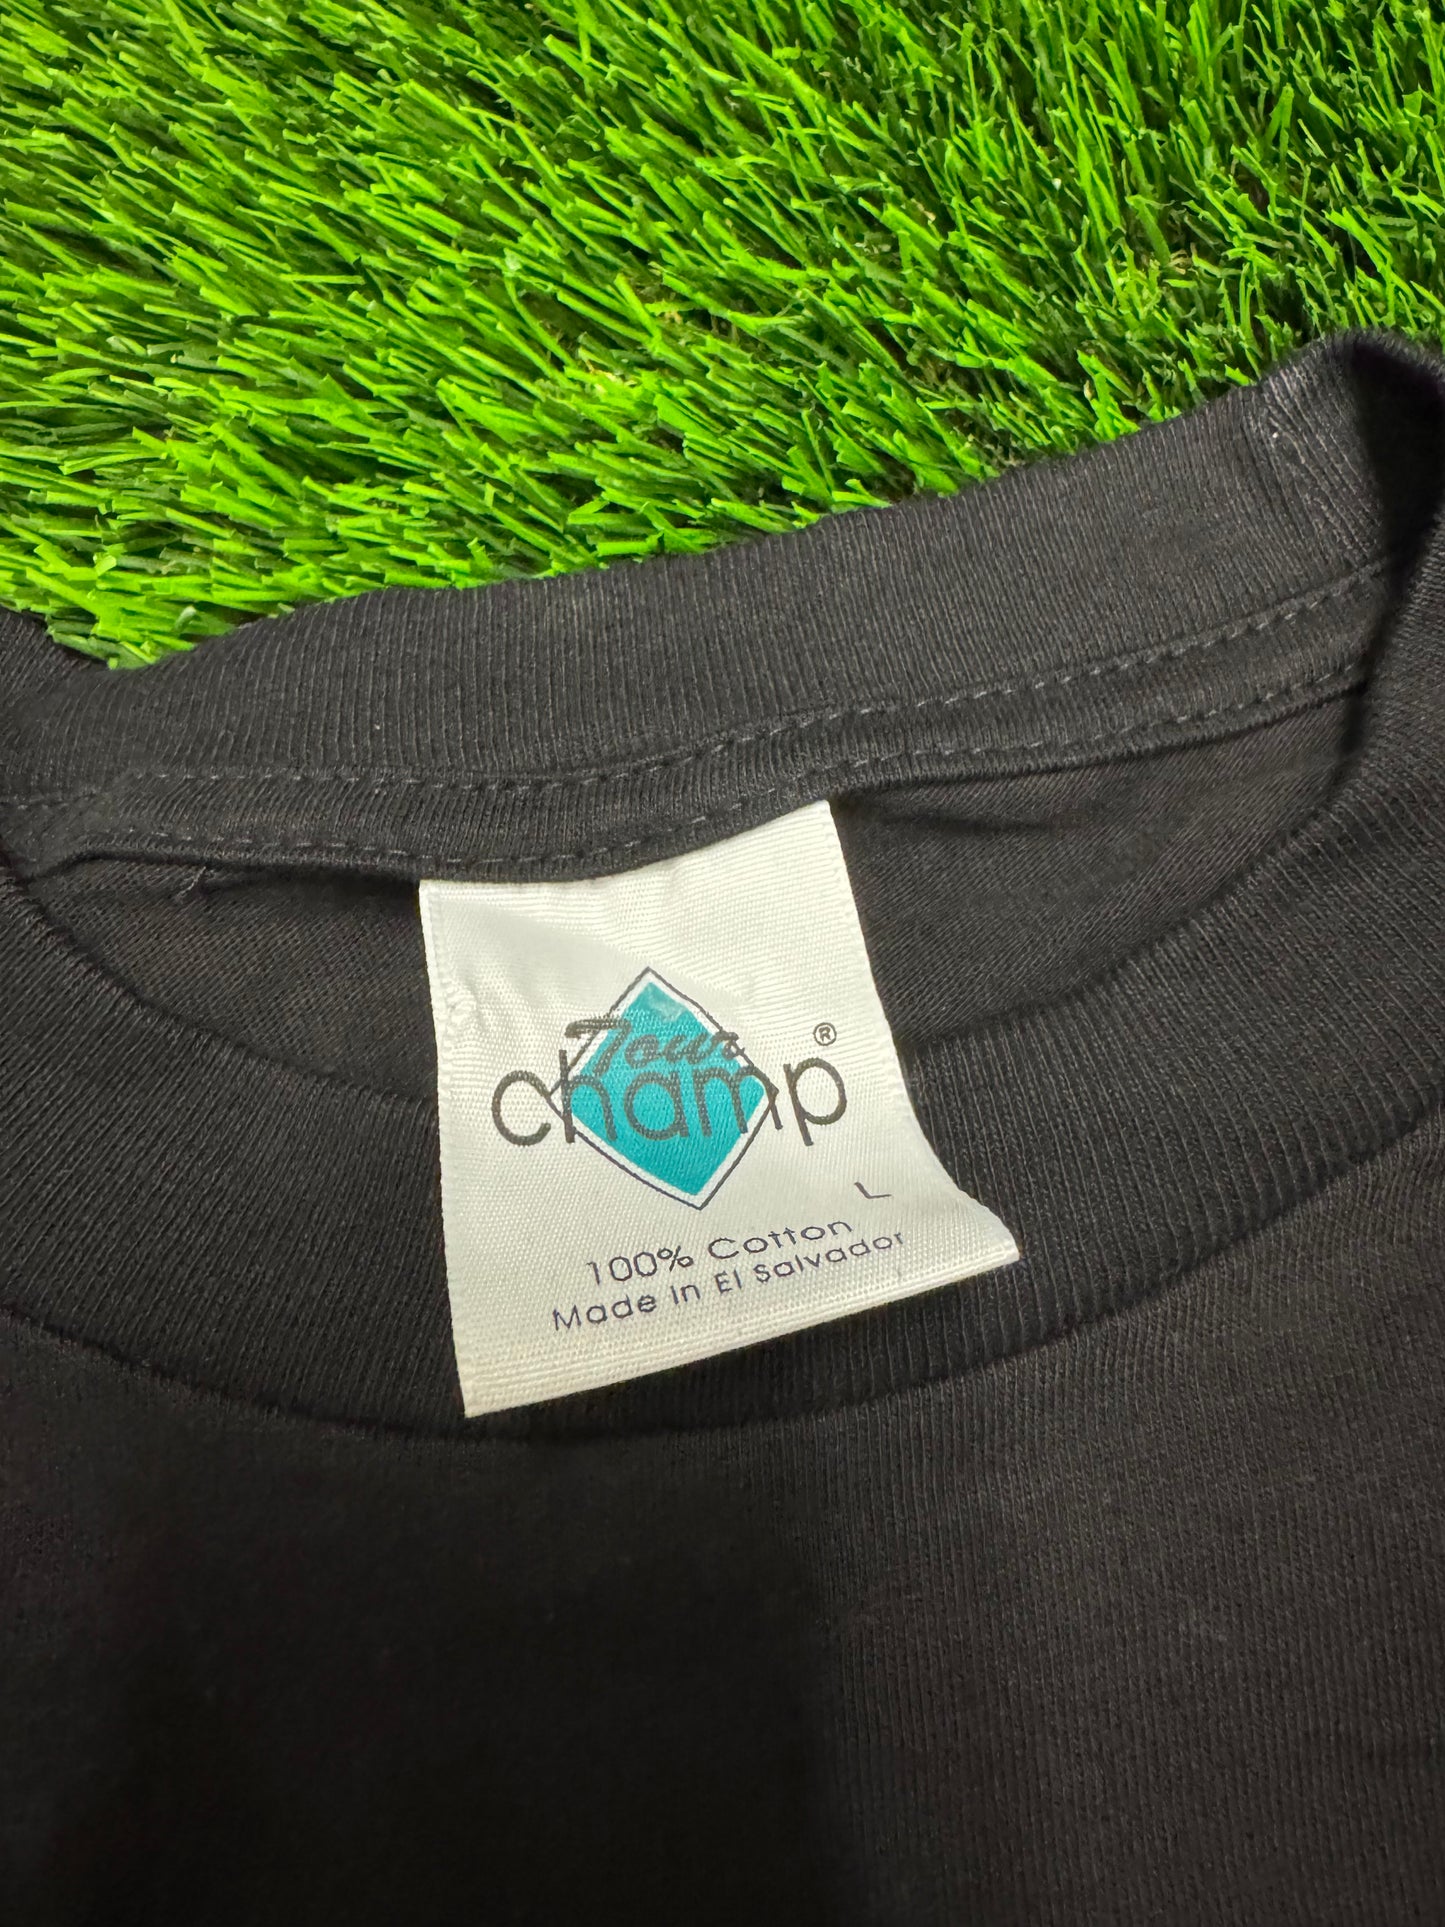 Tour
champ®
L
100% Cotton
Made in El Salvador